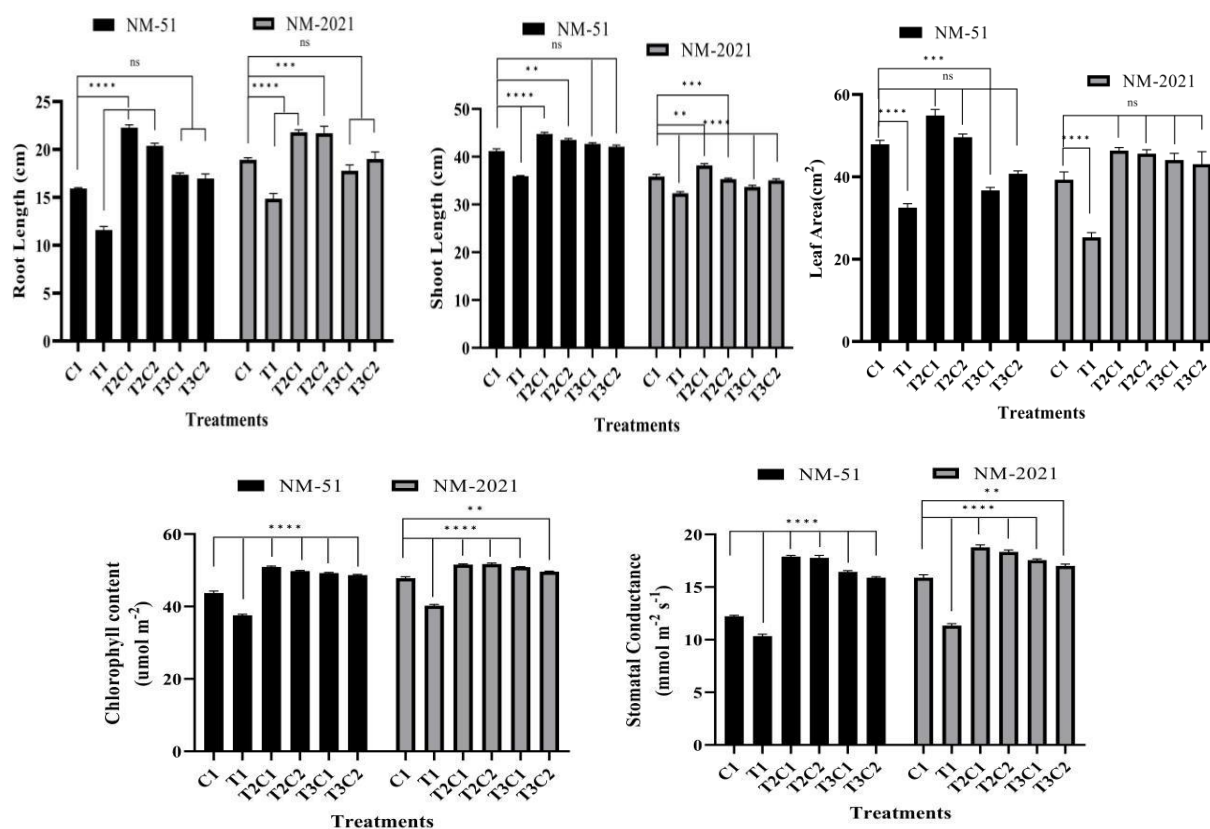 NM-51
NM-2021
ns
ns
****
****
***
Root Length (cm)
25
20
15
10
5
0
C1
T1
T2C1
T2C2
T3C1
T3C2
C1
T1
T2C1
T2C2
T3C1
T3C2
Treatments
NM-51
NM-2021
ns
**
****
***
**
****
Shoot Length (cm)
50
40
30
20
10
0
C1
T1
T2C1
T2C2
T3C1
T3C2
C1
T1
T2C1
T2C2
T3C1
T3C2
Treatments
NM-51
NM-2021
***
ns
****
ns
****
Leaf Area(cm²)
60
40
20
0
C1
T1
T2C1
T2C2
T3C1
T3C2
C1
T1
T2C1
T2C2
T3C1
T3C2
Treatments
NM-51
NM-2021
****
**
****
Chlorophyll content
(umol m⁻²)
60
40
20
0
C1
T1
T2C1
T2C2
T3C1
T3C2
C1
T1
T2C1
T2C2
T3C1
T3C2
Treatments
NM-51
NM-2021
****
**
****
Stomatal Conductance
(mmol m⁻² s⁻¹)
20
15
10
5
0
C1
T1
T2C1
T2C2
T3C1
T3C2
C1
T1
T2C1
T2C2
T3C1
T3C2
Treatments